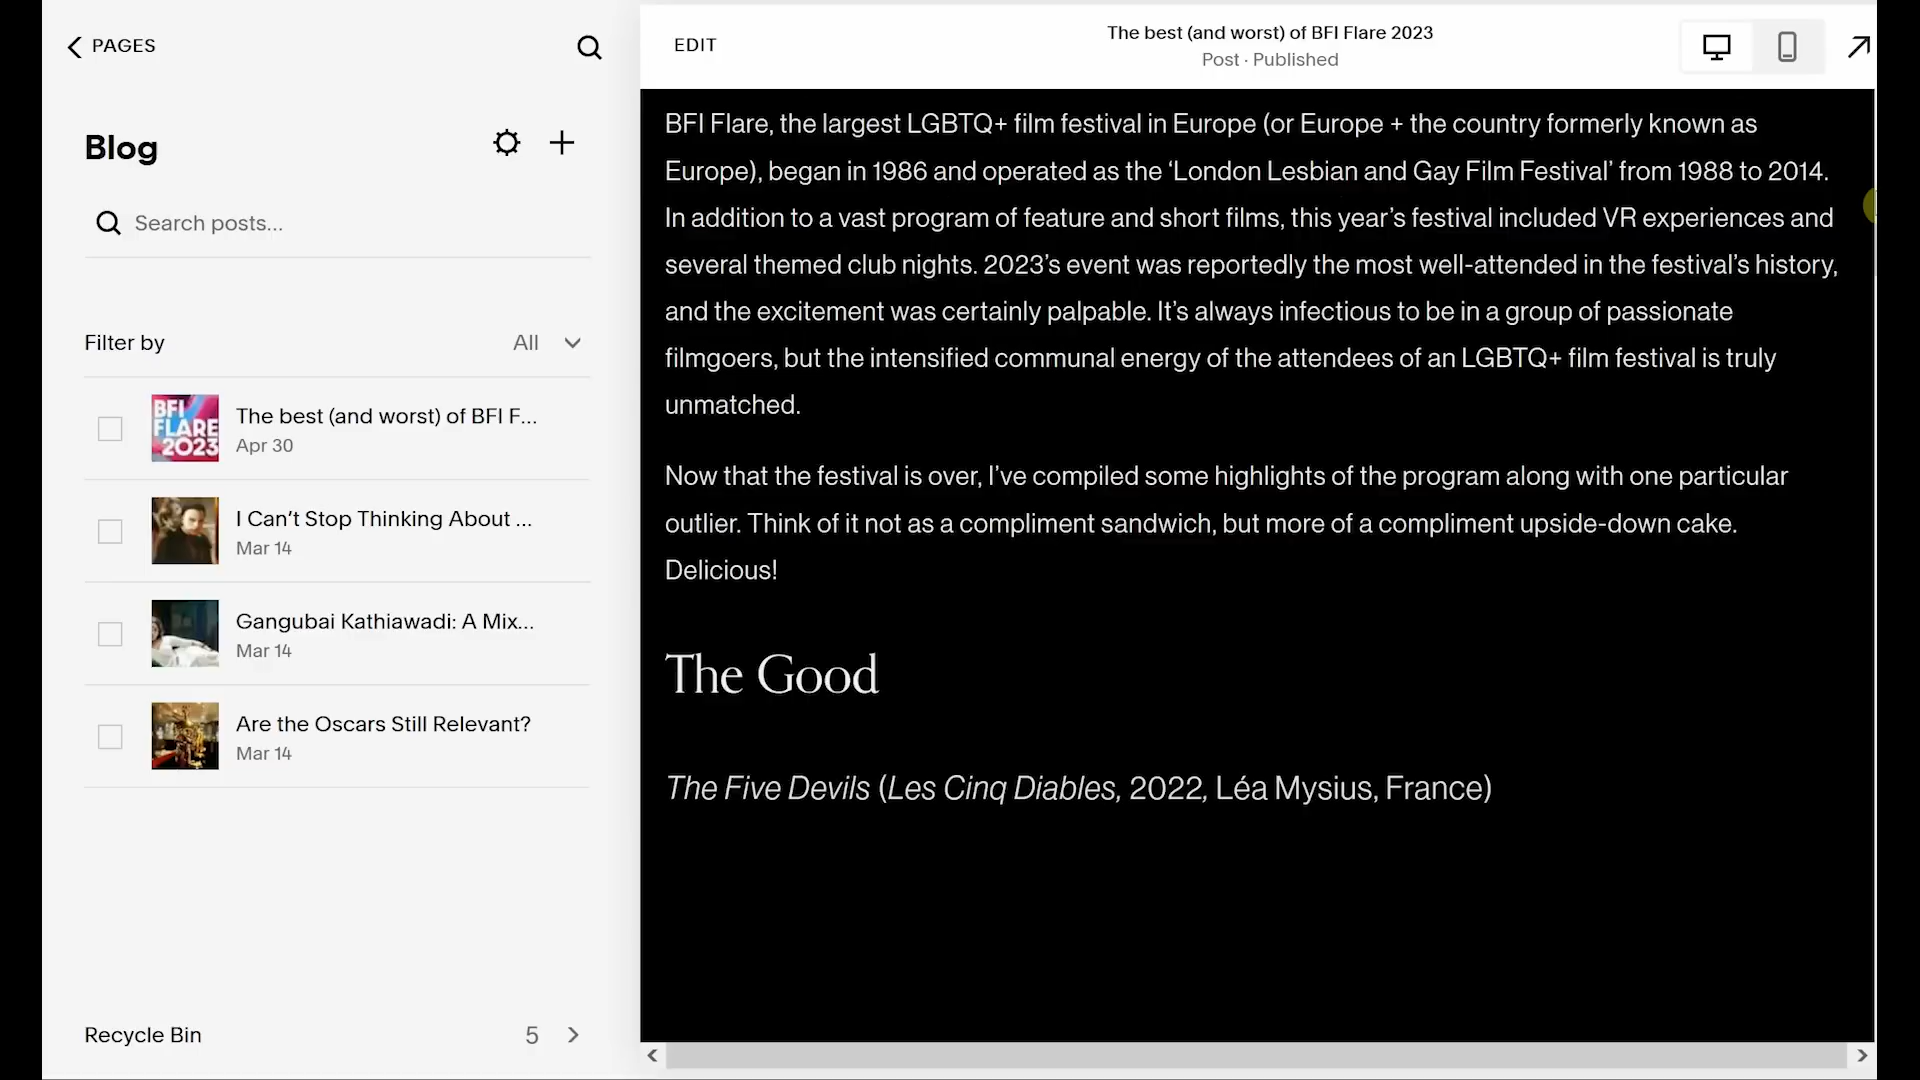 PAGES
Blog
Search posts...
Filter by
All
BFI
FLARE
2023
The best (and worst) of BFI F...
Apr 30
I Can’t Stop Thinking About ...
Mar 14
Gangubai Kathiawadi: A Mix...
Mar 14
Are the Oscars Still Relevant?
Mar 14
Recycle Bin
5
EDIT
The best (and worst) of BFI Flare 2023
Post · Published
BFI Flare, the largest LGBTQ+ film festival in Europe (or Europe + the country formerly known as
Europe), began in 1986 and operated as the ‘London Lesbian and Gay Film Festival’ from 1988 to 2014.
In addition to a vast program of feature and short films, this year’s festival included VR experiences and
several themed club nights. 2023’s event was reportedly the most well-attended in the festival’s history,
and the excitement was certainly palpable. It’s always infectious to be in a group of passionate
filmgoers, but the intensified communal energy of the attendees of an LGBTQ+ film festival is truly
unmatched.
Now that the festival is over, I’ve compiled some highlights of the program along with one particular
outlier. Think of it not as a compliment sandwich, but more of a compliment upside-down cake.
Delicious!
The Good
The Five Devils (Les Cinq Diables, 2022, Léa Mysius, France)